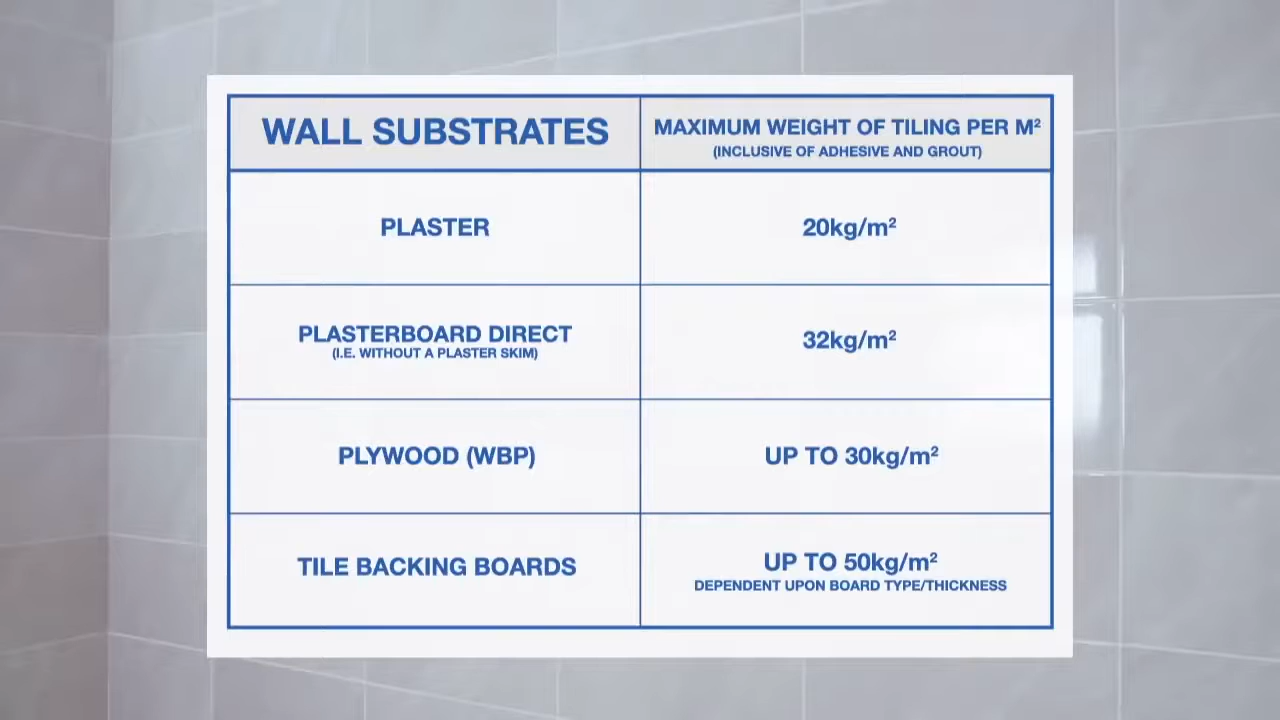 WALL SUBSTRATES
MAXIMUM WEIGHT OF TILING PER M²
(INCLUSIVE OF ADHESIVE AND GROUT)
PLASTER
20kg/m²
PLASTERBOARD DIRECT
(I.E. WITHOUT A PLASTER SKIM)
32kg/m²
PLYWOOD (WBP)
UP TO 30kg/m²
TILE BACKING BOARDS
UP TO 50kg/m²
DEPENDENT UPON BOARD TYPE/THICKNESS